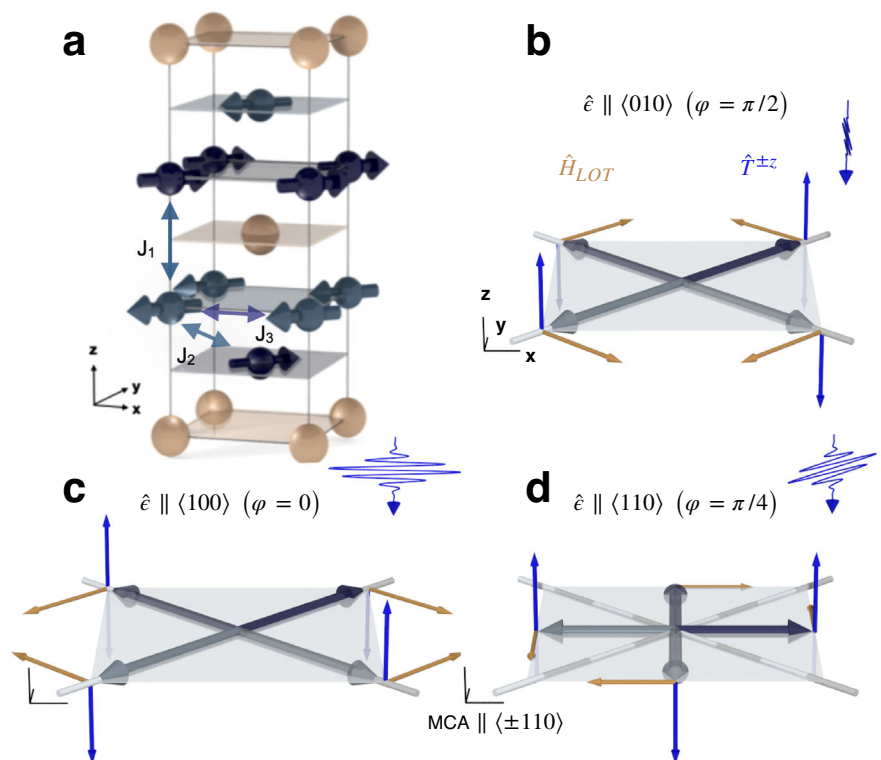 a
J₁
J₂
J₃
z
y
x
b
ε̂ ∥ ⟨010⟩ (φ = π/2)
Ĥ_LOT
T̂^±z
z
y
x
c
ε̂ ∥ ⟨100⟩ (φ = 0)
d
ε̂ ∥ ⟨110⟩ (φ = π/4)
MCA ∥ ⟨±110⟩